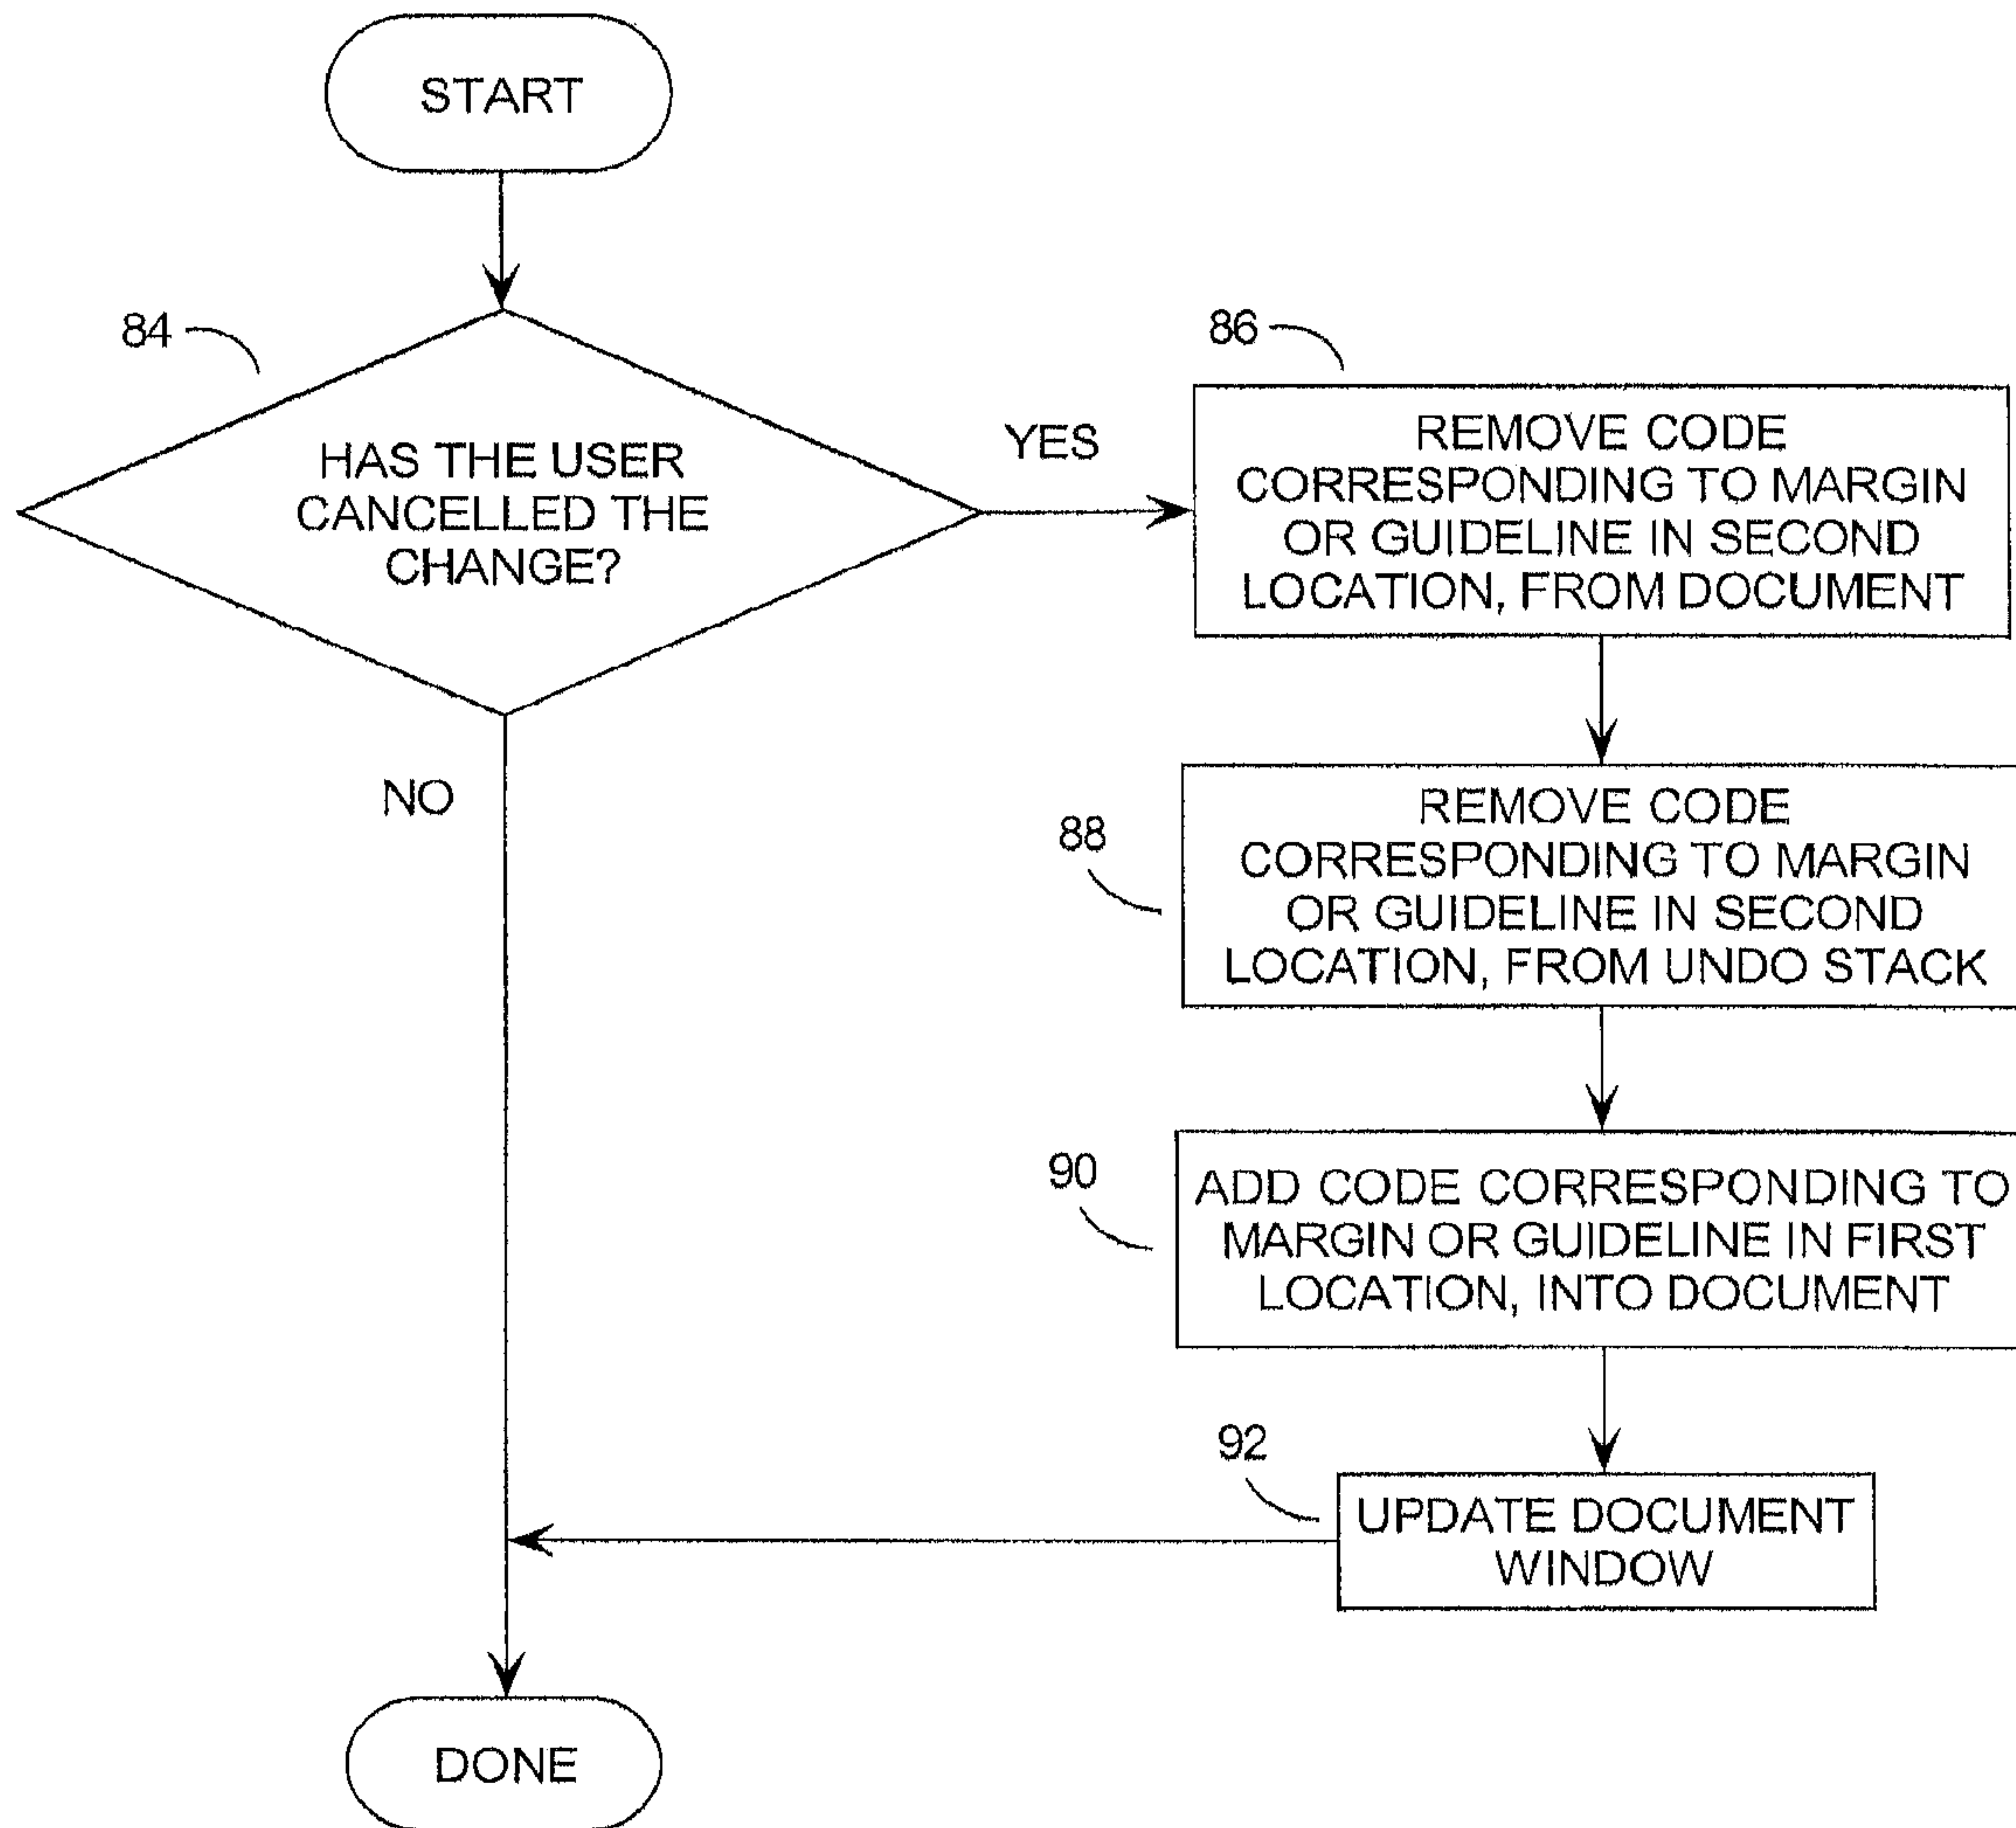 START
84
HAS THE USER
CANCELLED THE
CHANGE?
YES
NO
86
REMOVE CODE
CORRESPONDING TO MARGIN
OR GUIDELINE IN SECOND
LOCATION, FROM DOCUMENT
88
REMOVE CODE
CORRESPONDING TO MARGIN
OR GUIDELINE IN SECOND
LOCATION, FROM UNDO STACK
90
ADD CODE CORRESPONDING TO
MARGIN OR GUIDELINE IN FIRST
LOCATION, INTO DOCUMENT
92
UPDATE DOCUMENT
WINDOW
DONE